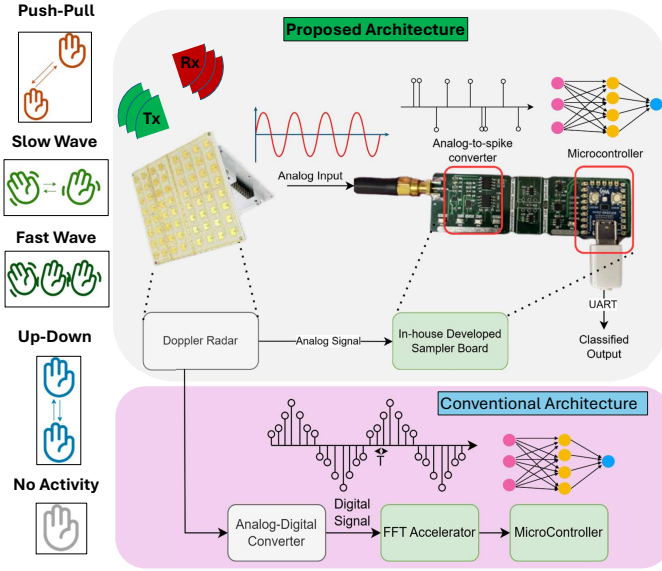 Push-Pull
Slow Wave
Fast Wave
Up-Down
No Activity
Proposed Architecture
Rx
Tx
Analog-to-spike
converter
Microcontroller
Analog Input
UART
Classified
Output
Doppler Radar
Analog Signal
In-house Developed
Sampler Board
Conventional Architecture
T
Digital
Signal
Analog-Digital
Converter
FFT Accelerator
MicroController